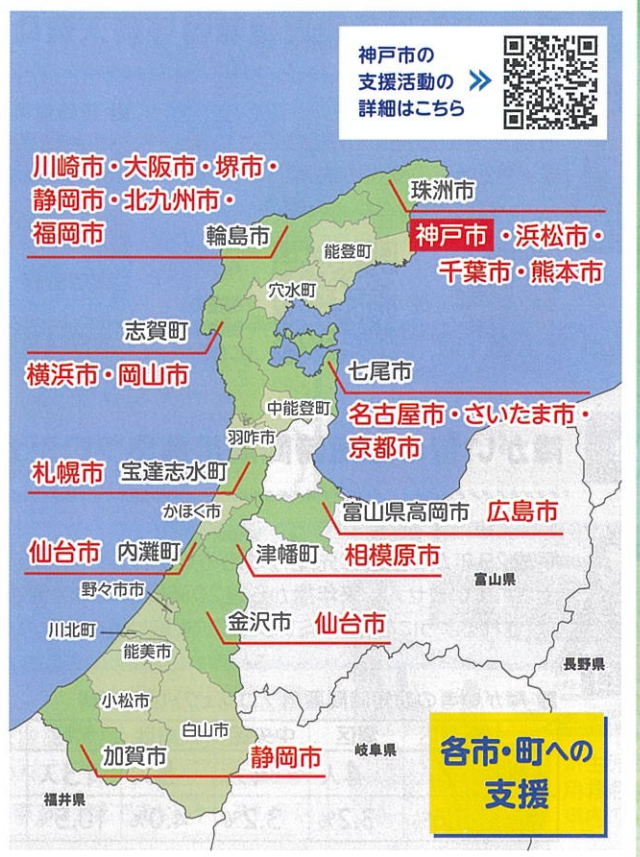 神戸市の
支援活動の
詳細はこちら
川崎市・大阪市・堺市・
静岡市・北九州市・
福岡市
輪島市
珠洲市
神戸市・浜松市・
千葉市・熊本市
能登町
穴水町
志賀町
横浜市・岡山市
七尾市
名古屋市・さいたま市・
京都市
中能登町
羽咋市
札幌市 宝達志水町
かほく市
富山県高岡市 広島市
仙台市 内灘町
津幡町 相模原市
富山県
野々市市
川北町
金沢市 仙台市
能美市
長野県
小松市
白山市
加賀市 静岡市
岐阜県
福井県
各市・町への
支援